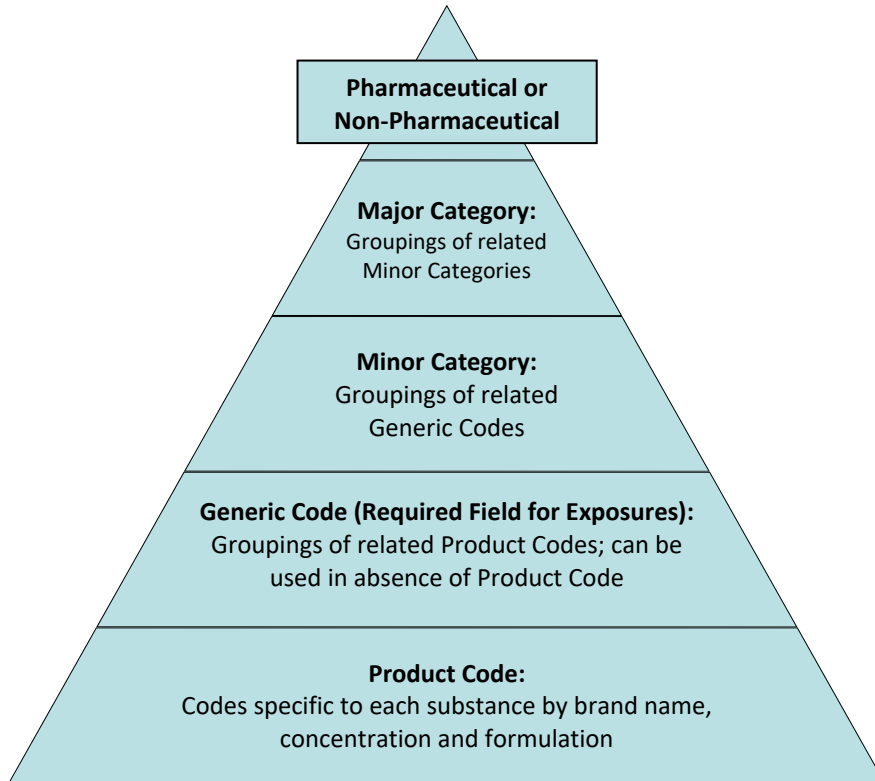 Pharmaceutical or
Non-Pharmaceutical
Major Category:
Groupings of related
Minor Categories
Minor Category:
Groupings of related
Generic Codes
Generic Code (Required Field for Exposures):
Groupings of related Product Codes; can be
used in absence of Product Code
Product Code:
Codes specific to each substance by brand name,
concentration and formulation